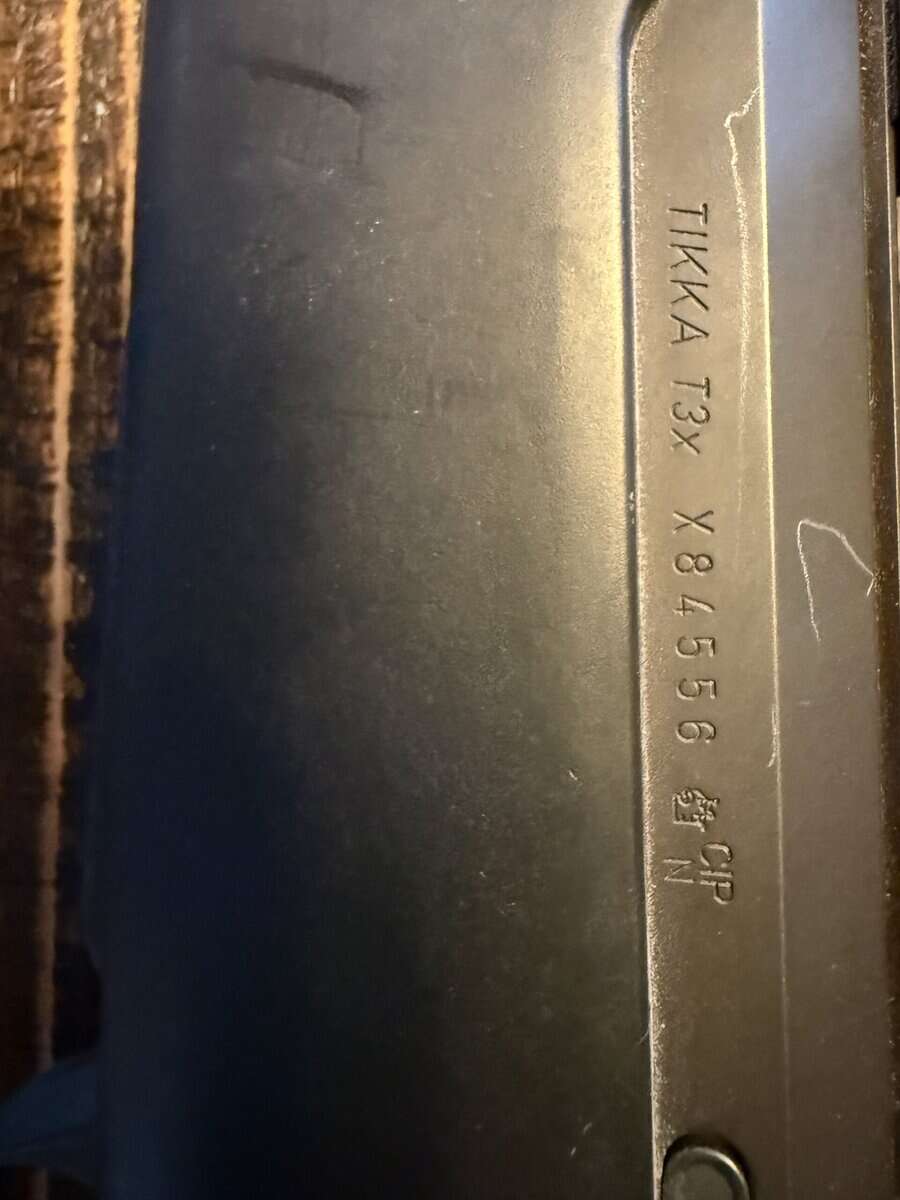 TIKKA T3x X84556 CIP
N